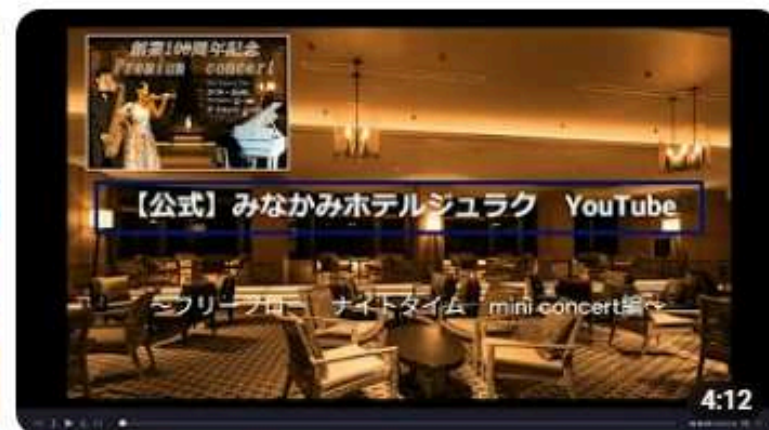 創業100周年記念
Premium concert
【公式】みなかみホテルジュラク YouTube
～フリーフロー ナイトタイム mini concert編～
4:12